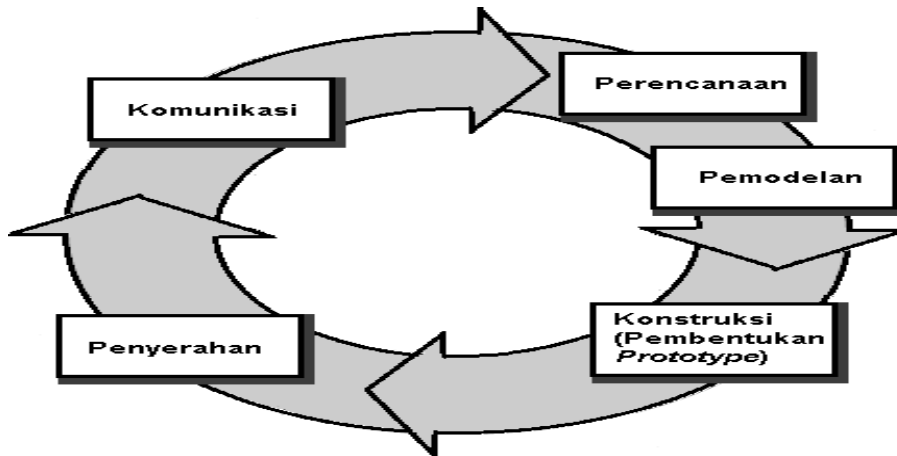 Komunikasi
Perencanaan
Pemodelan
Konstruksi
(Pembentukan
Prototype)
Penyerahan